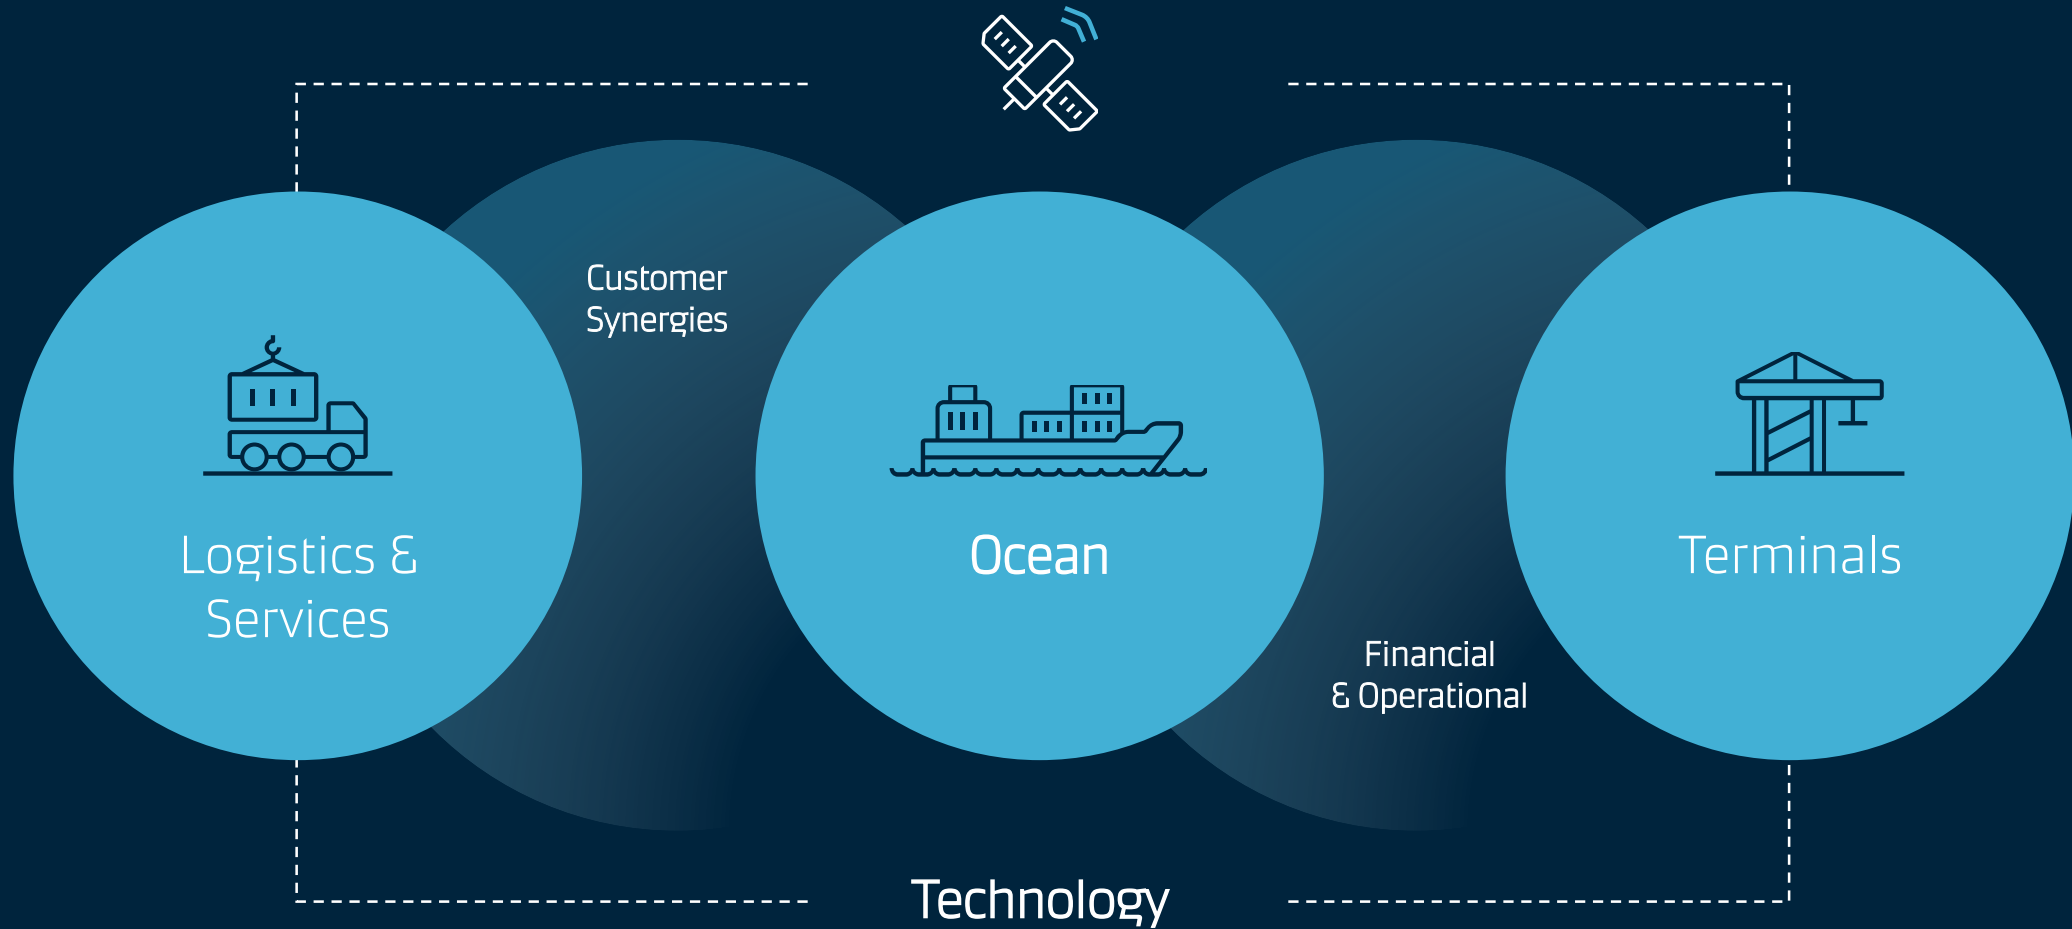 Customer
Synergies
Logistics &
Services
Ocean
Terminals
Financial
& Operational
Technology